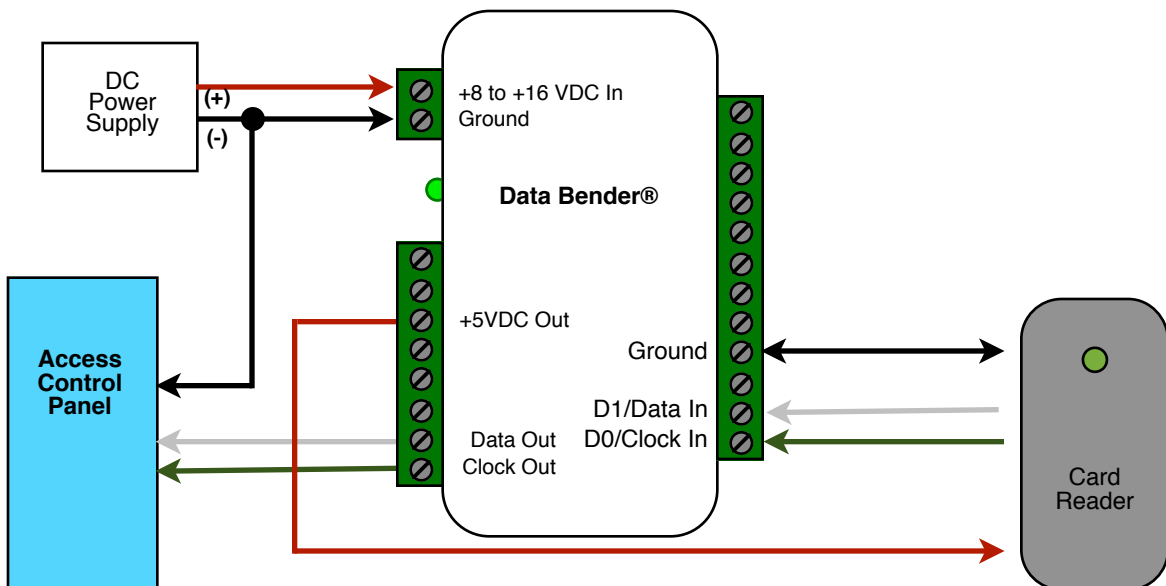 DC
Power
Supply
(+)
(-)
+8 to +16 VDC In
Ground
Data Bender®
+5VDC Out
Ground
Access
Control
Panel
D1/Data In
Data Out
D0/Clock In
Clock Out
Card
Reader